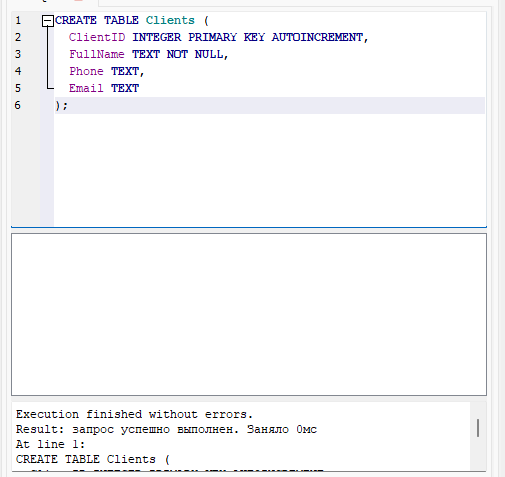 1 CREATE TABLE Clients (
2 ClientID INTEGER PRIMARY KEY AUTOINCREMENT,
3 FullName TEXT NOT NULL,
4 Phone TEXT,
5 Email TEXT
6 );
Execution finished without errors.
Result: запрос успешно выполнен. Заняло 0мс
At line 1:
CREATE TABLE Clients (